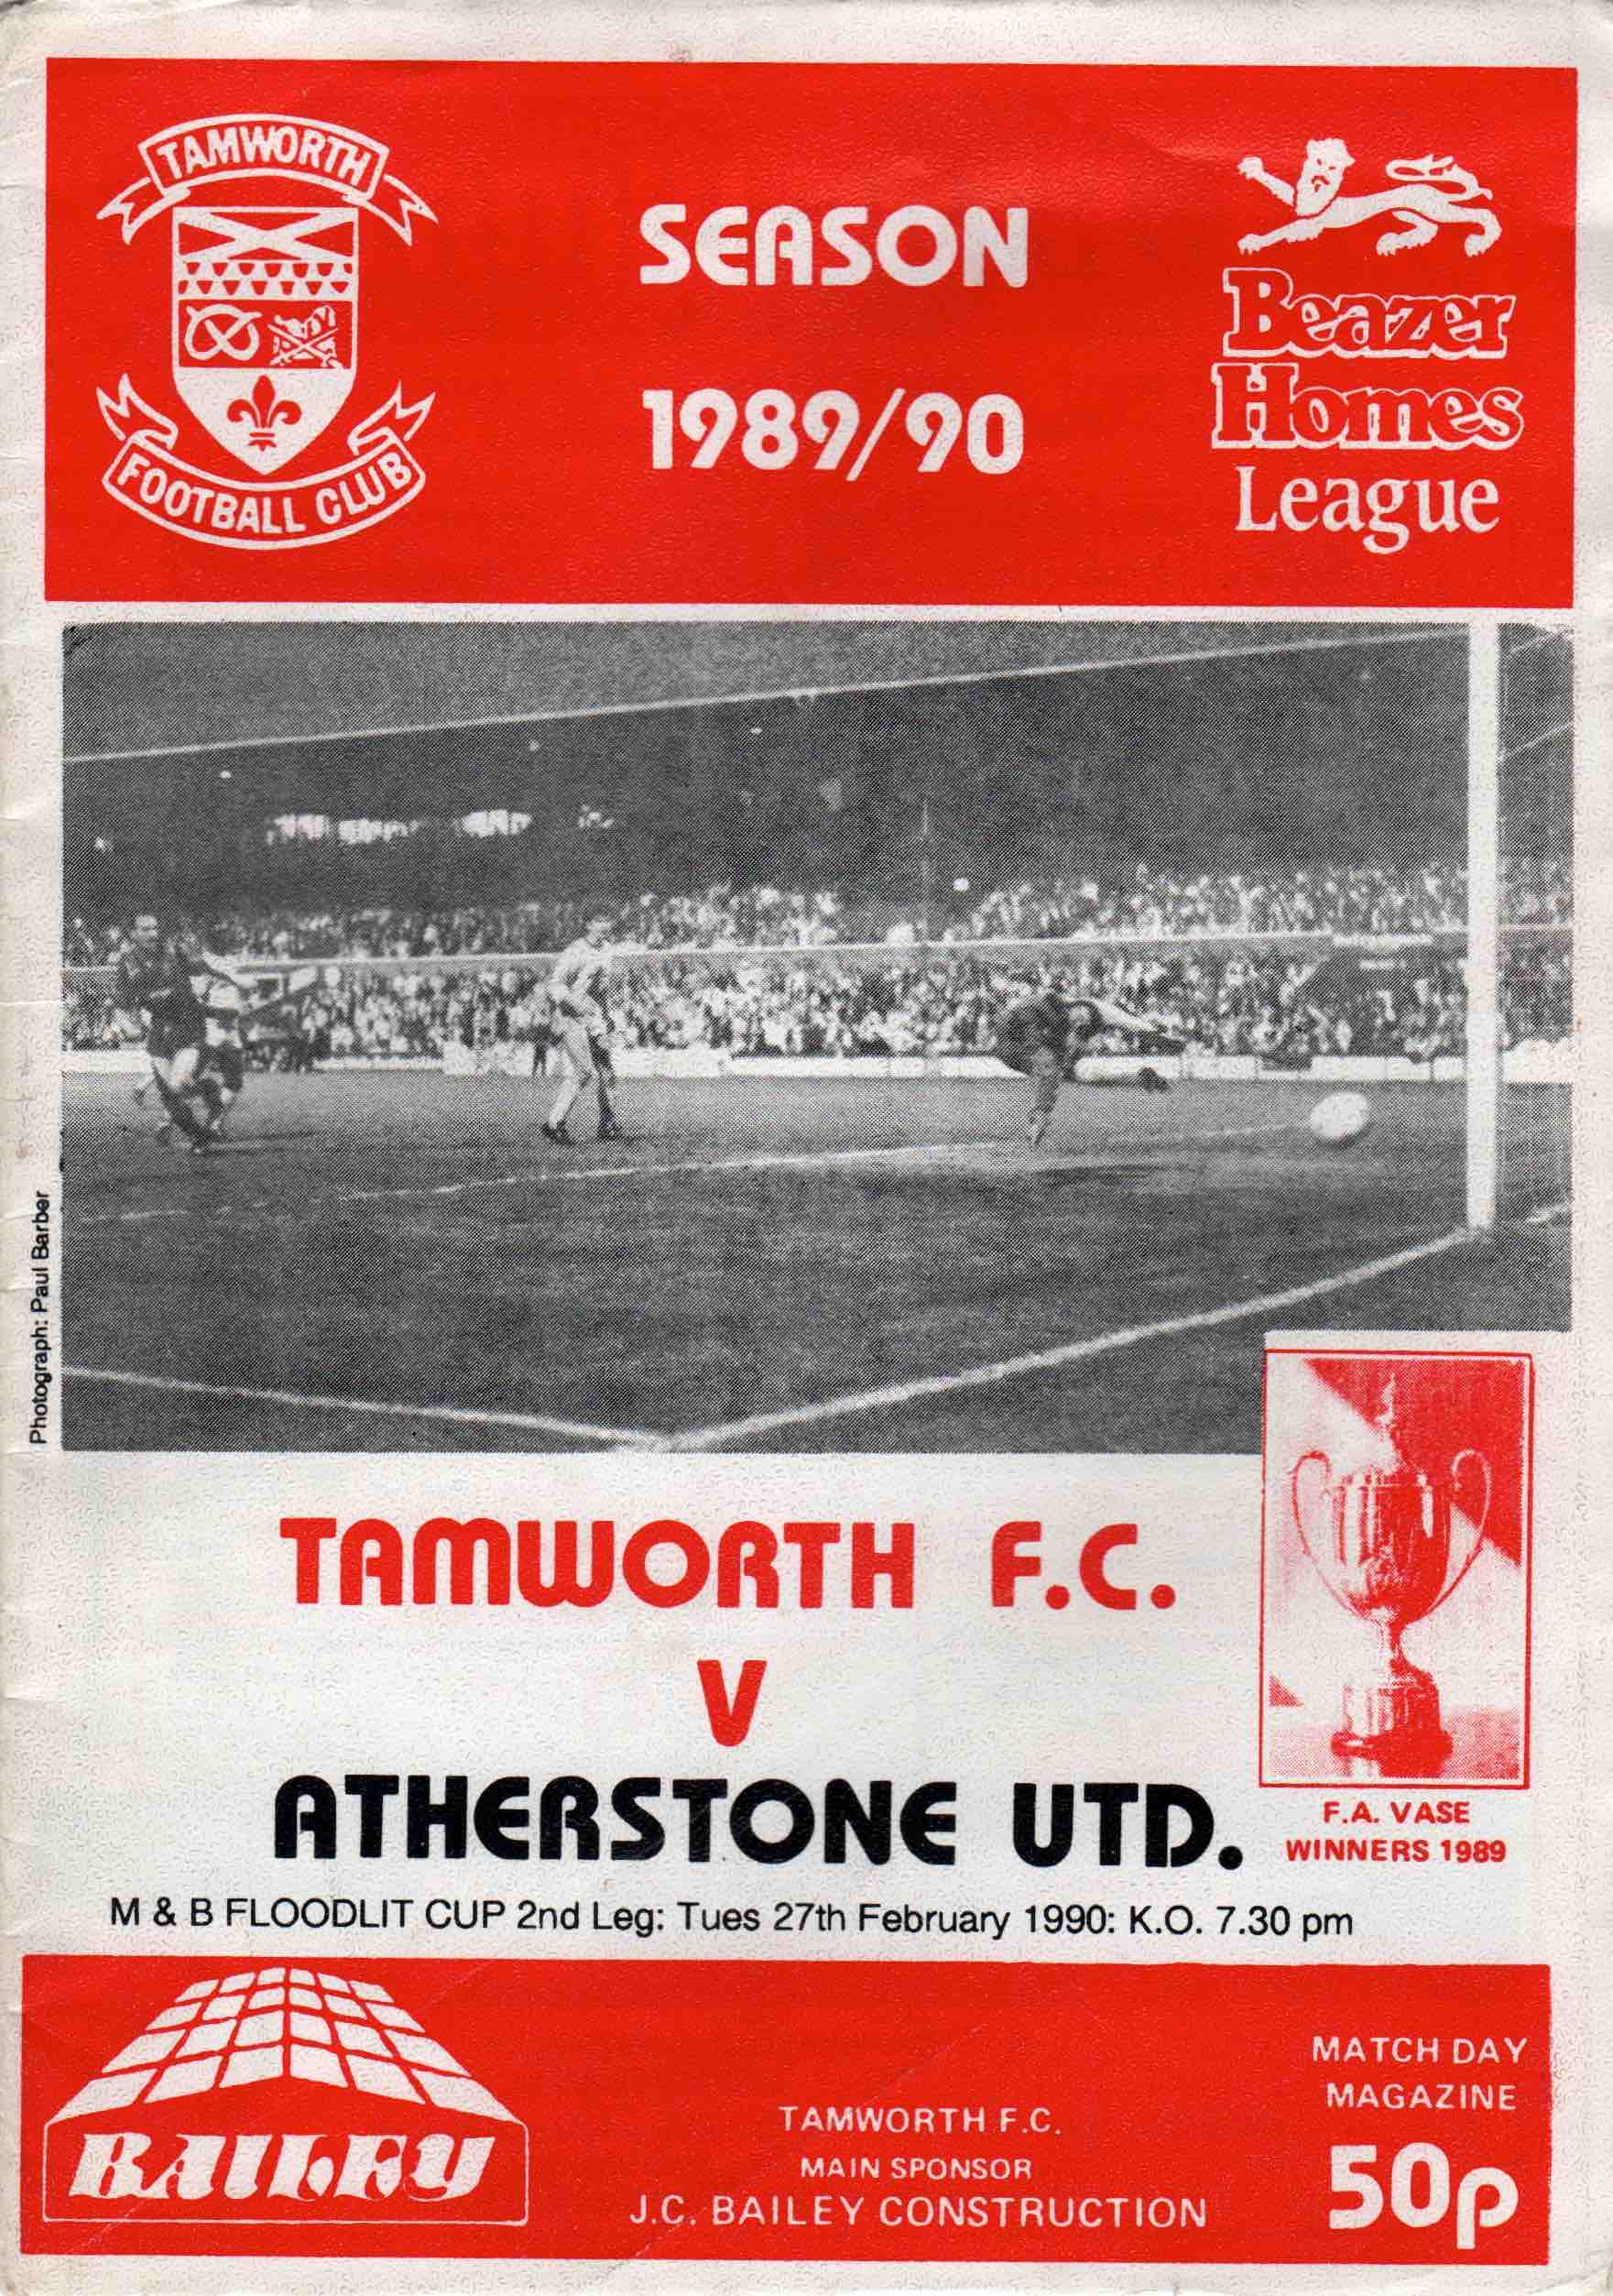 TAMWORTH
FOOTBALL CLUB
SEASON
1989/90
Beazer
Homes
League
Photograph: Paul Barber
TAMWORTH F.C.
V
ATHERSTONE UTD.
F.A. VASE
WINNERS 1989
M & B FLOODLIT CUP 2nd Leg: Tues 27th February 1990: K.O. 7.30 pm
BAILEY
TAMWORTH F.C.
MAIN SPONSOR
J.C. BAILEY CONSTRUCTION
MATCH DAY
MAGAZINE
50p